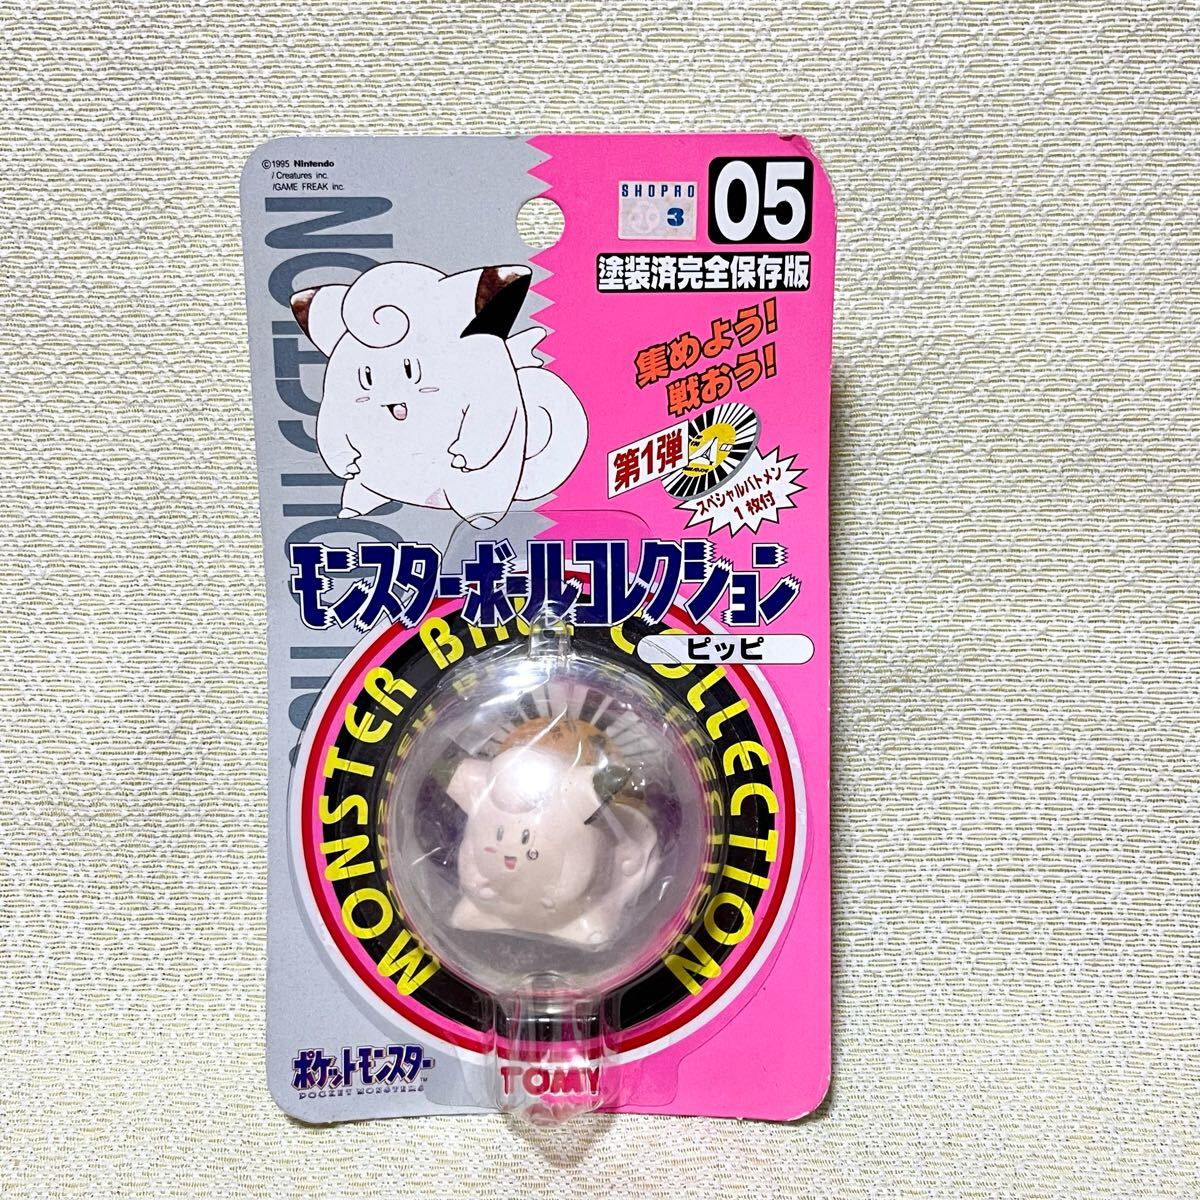 ©1995 Nintendo
/Creatures inc.
/GAME FREAK inc.
SHOPRO
3
05
塗装済完全保存版
集めよう!
戦おう!
第1弾
スペシャルバトメン
1枚付
モンスターボールコレクション
ピッピ
MONSTER BALL COLLECTION
ポケットモンスター™
POCKET MONSTERS
TOMY